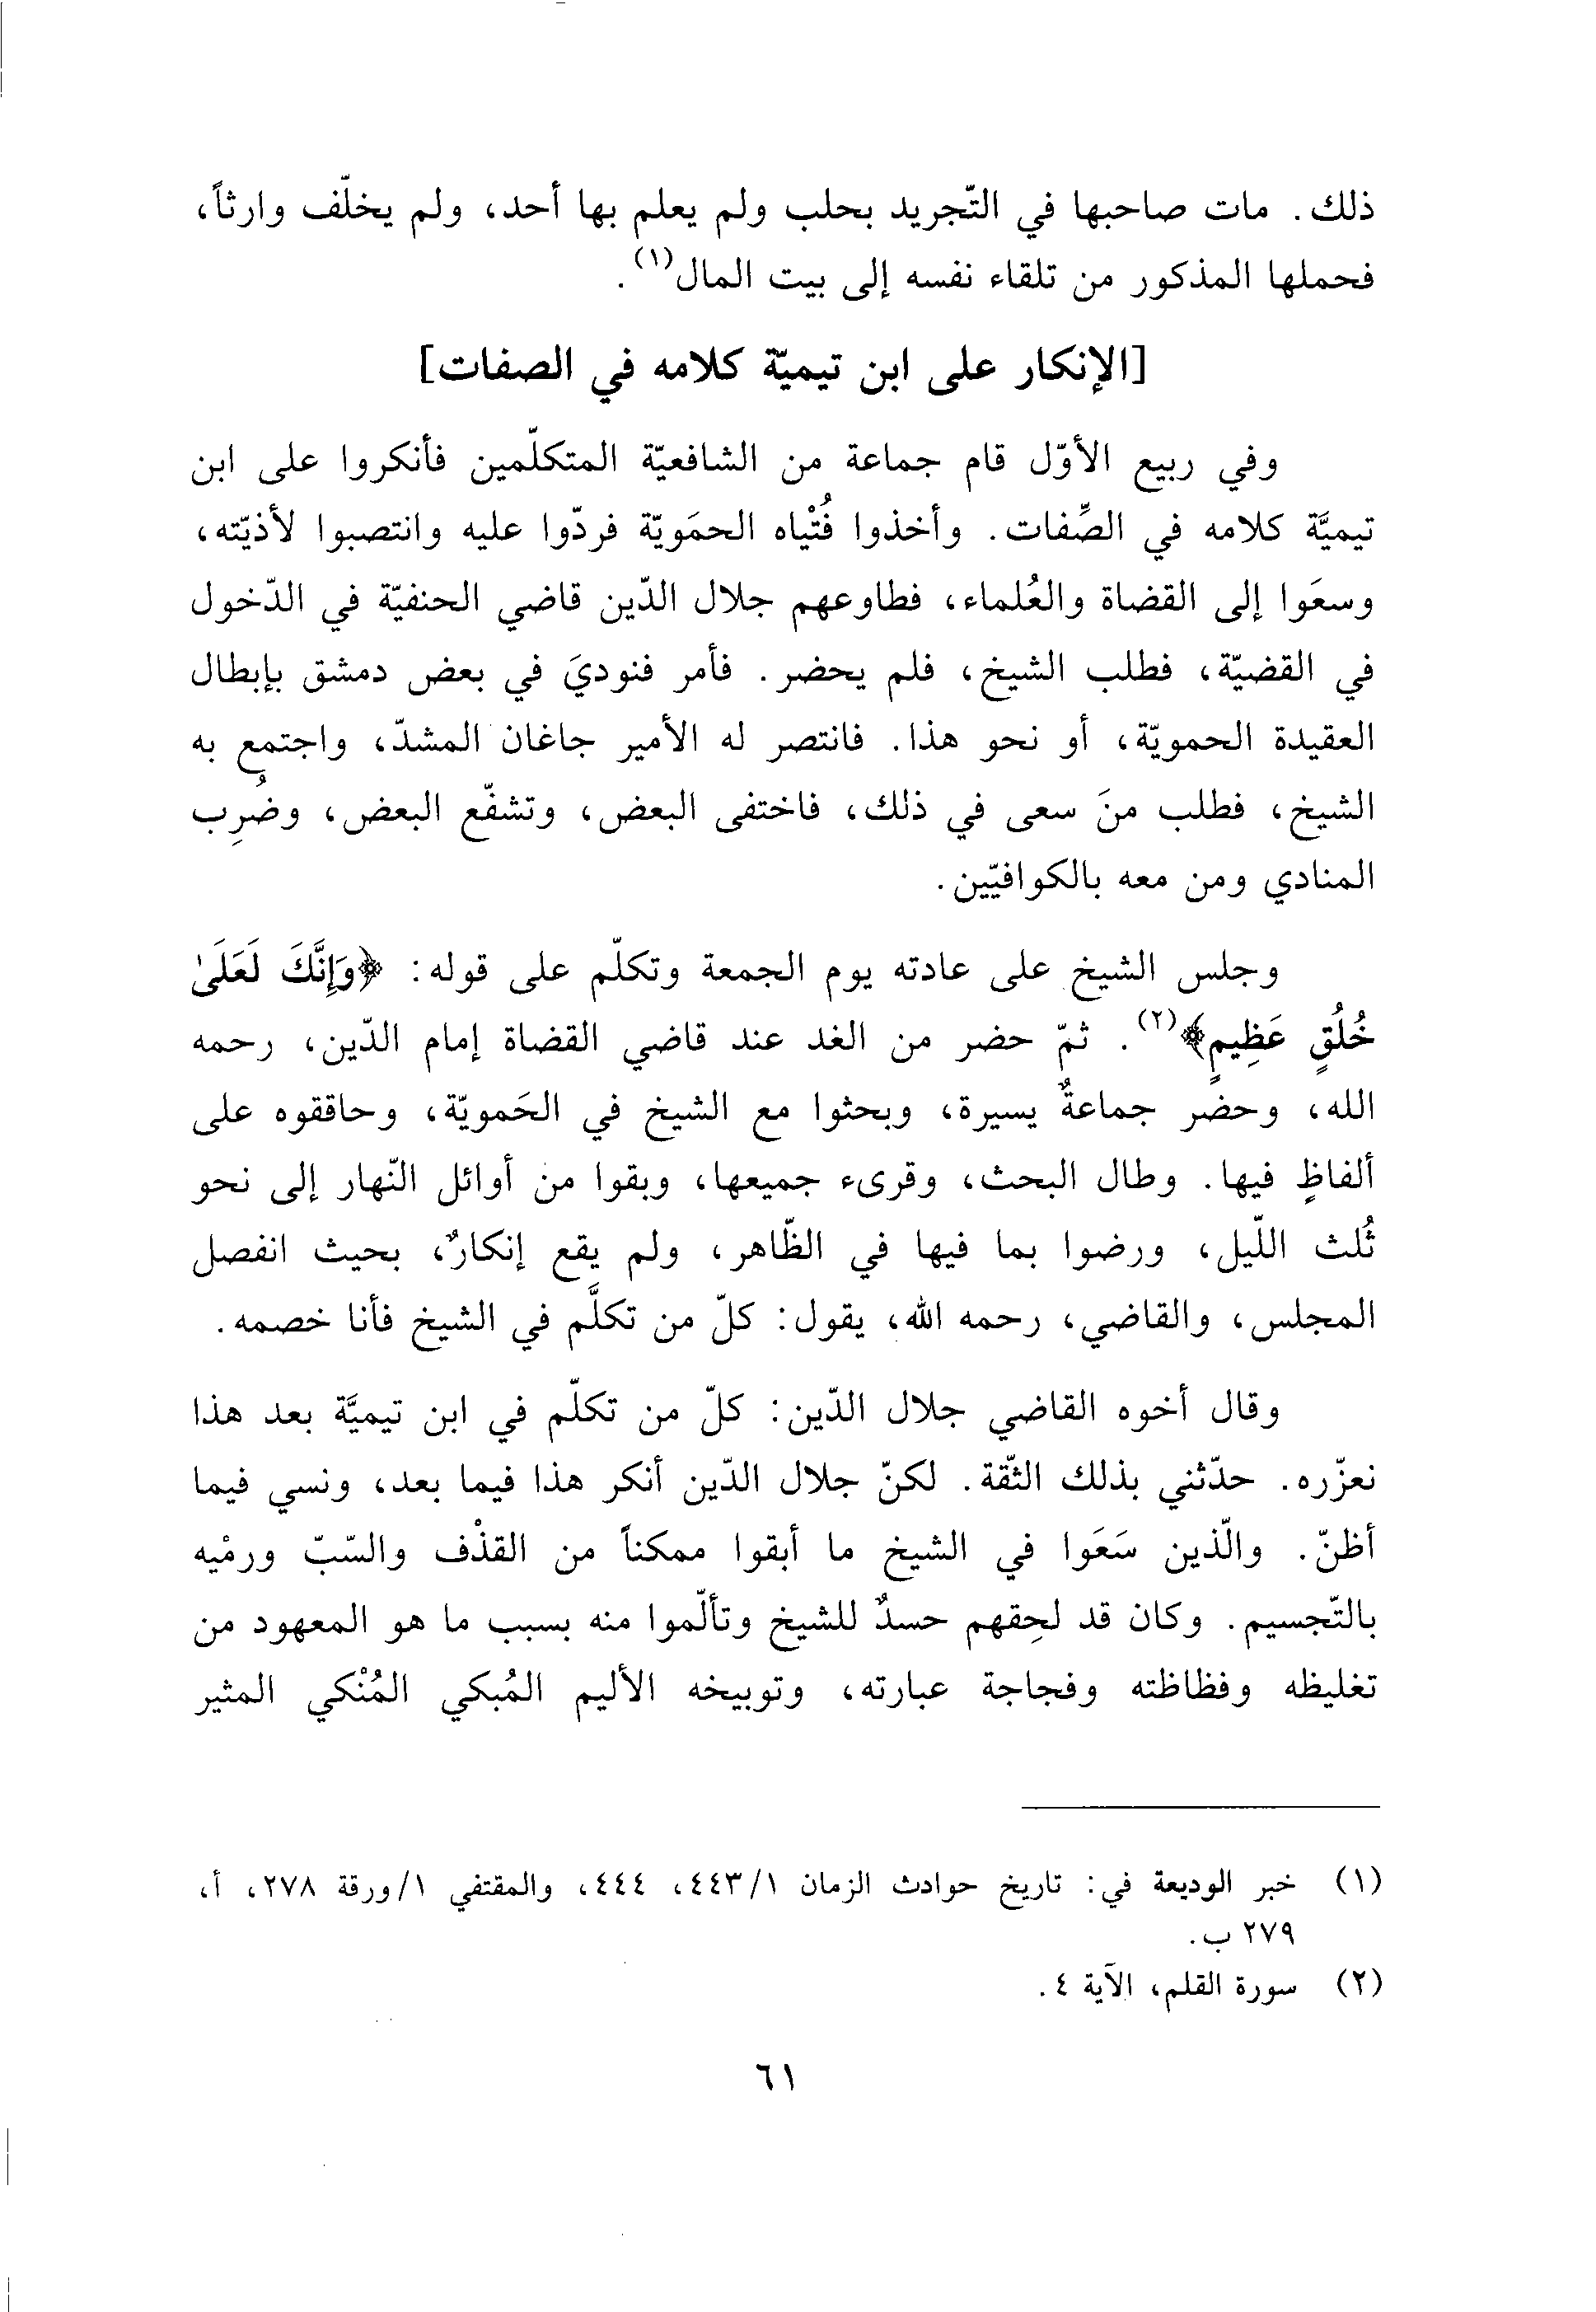 ذلك. مات صاحبها في التّجريد بحلب ولم يعلم بها أحد، ولم يخلّف وارثاً،
فحملها المذكور من تلقاء نفسه إلى بيت المال(١).
[الإنكار على ابن تيميّة كلامه في الصفات]
وفي ربيع الأوّل قام جماعة من الشافعيّة المتكلّمين فأنكروا على ابن
تيميَّة كلامه في الصِّفات. وأخذوا فُتْياه الحمَويّة فردّوا عليه وانتصبوا لأذيّته،
وسعَوا إلى القضاة والعُلماء، فطاوعهم جلال الدّين قاضي الحنفيّة في الدّخول
في القضيّة، فطلب الشيخ، فلم يحضر. فأمر فنوديَ في بعض دمشق بإبطال
العقيدة الحمويّة، أو نحو هذا. فانتصر له الأمير جاغان المشدّ، واجتمع به
الشيخ، فطلب منَ سعى في ذلك، فاختفى البعض، وتشفّع البعض، وضُرِب
المنادي ومن معه بالكوافيّين.
وجلس الشيخ على عادته يوم الجمعة وتكلّم على قوله: ﴿وَإِنَّكَ لَعَلَىٰ
خُلُقٍ عَظِيمٍ﴾(٢). ثمّ حضر من الغد عند قاضي القضاة إمام الدّين، رحمه
الله، وحضر جماعةٌ يسيرة، وبحثوا مع الشيخ في الحَمويّة، وحاققوه على
ألفاظٍ فيها. وطال البحث، وقرىء جميعها، وبقوا من أوائل النّهار إلى نحو
ثُلث اللّيل، ورضوا بما فيها في الظّاهر، ولم يقع إنكارٌ، بحيث انفصل
المجلس، والقاضي، رحمه الله، يقول: كلّ من تكلَّم في الشيخ فأنا خصمه.
وقال أخوه القاضي جلال الدّين: كلّ من تكلّم في ابن تيميَّة بعد هذا
نعزّره. حدّثني بذلك الثّقة. لكنّ جلال الدّين أنكر هذا فيما بعد، ونسي فيما
أظنّ. والّذين سَعَوا في الشيخ ما أبقوا ممكناً من القذْف والسّبّ ورمْيه
بالتّجسيم. وكان قد لحِقهم حسدٌ للشيخ وتألّموا منه بسبب ما هو المعهود من
تغليظه وفظاظته وفجاجة عبارته، وتوبيخه الأليم المُبكي المُنْكي المثير
(١) خبر الوديعة في: تاريخ حوادث الزمان ١/ ٤٤٣، ٤٤٤، والمقتفي ١/ورقة ٢٧٨، أ،
٢٧٩ ب.
(٢) سورة القلم، الآية ٤.
٦١